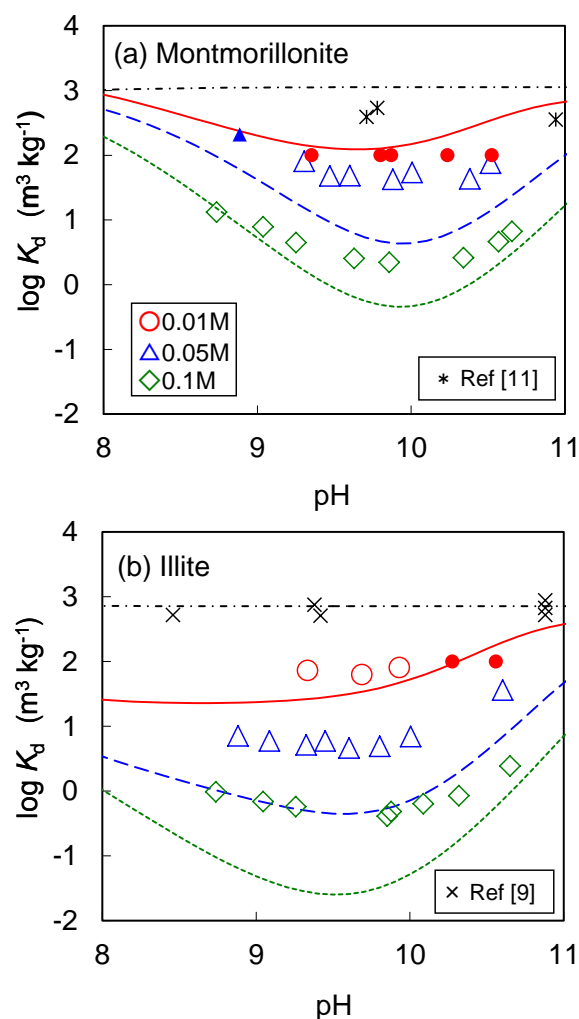 (a) Montmorillonite
4
3
2
1
0
-1
-2
log Kd (m³ kg⁻¹)
0.01M
0.05M
0.1M
Ref [11]
8 9 10 11
pH
(b) Illite
4
3
2
1
0
-1
-2
log Kd (m³ kg⁻¹)
Ref [9]
8 9 10 11
pH